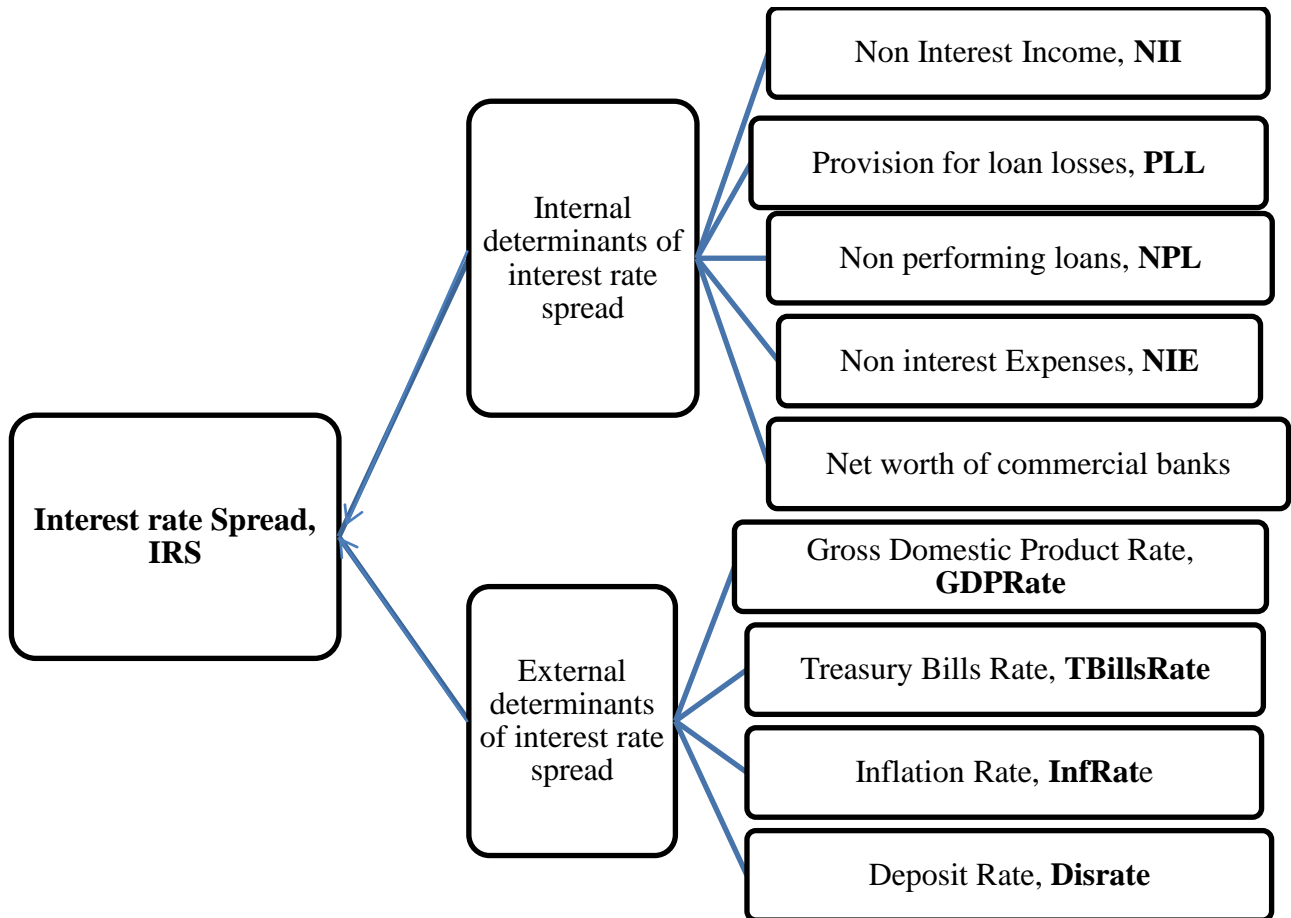 Non Interest Income, NII
Provision for loan losses, PLL
Internal
determinants of
interest rate
spread
Non performing loans, NPL
Non interest Expenses, NIE
Net worth of commercial banks
Interest rate Spread,
IRS
Gross Domestic Product Rate,
GDPRate
External
determinants
of interest rate
spread
Treasury Bills Rate, TBillsRate
Inflation Rate, InfRate
Deposit Rate, Disrate